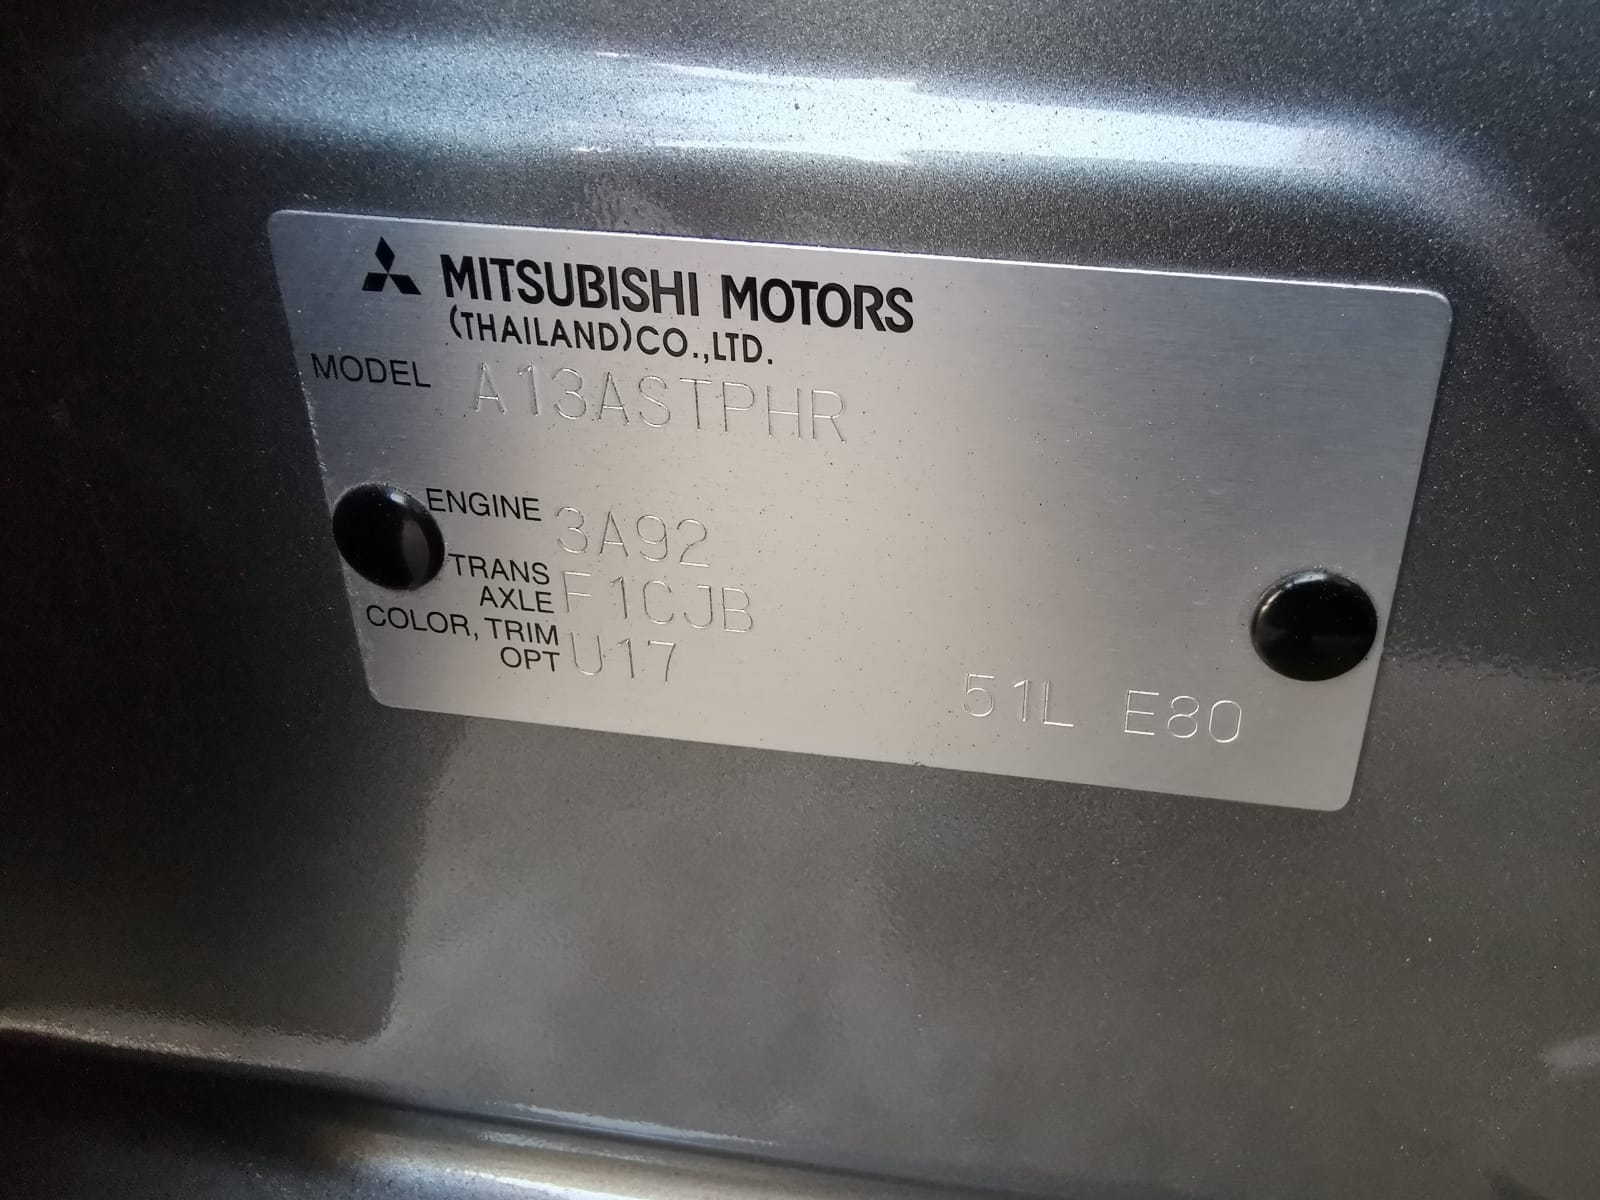 MITSUBISHI MOTORS
(THAILAND)CO.,LTD.
MODEL A13ASTPHR
ENGINE 3A92
TRANS
AXLE F1CJB
COLOR, TRIM
OPT U17 51L E80